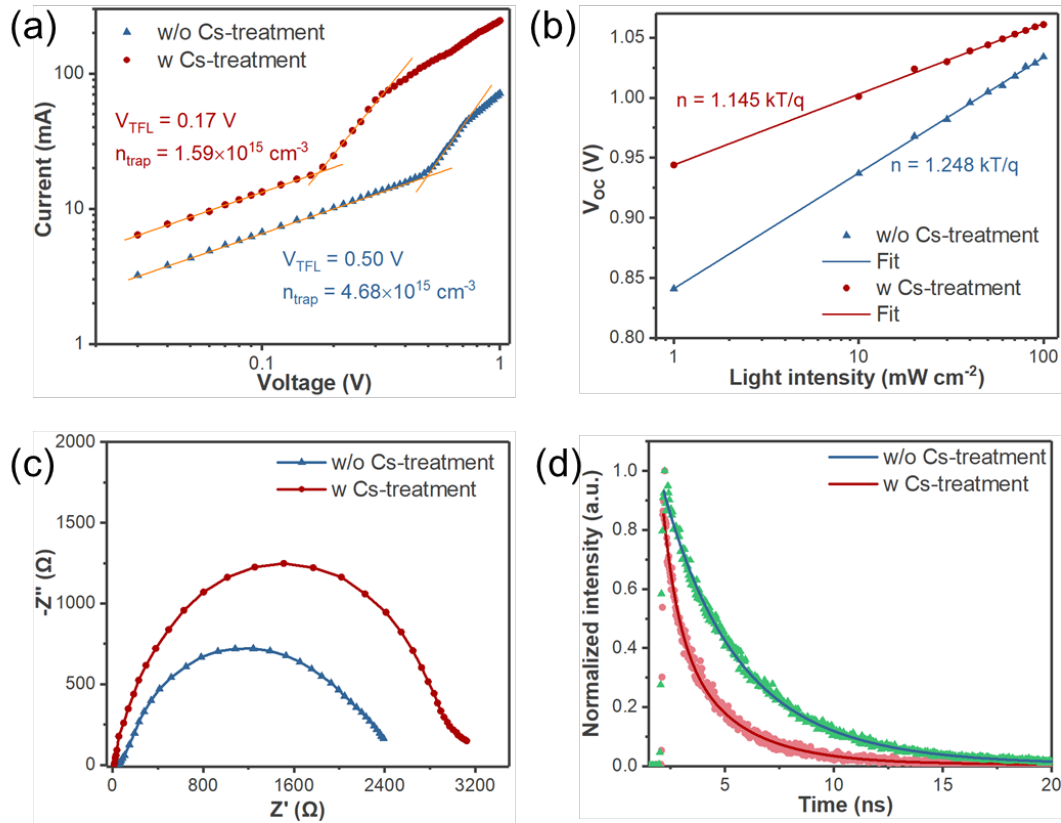 (a)
w/o Cs-treatment
w Cs-treatment
V_TFL = 0.17 V
n_trap = 1.59×10^15 cm^-3
V_TFL = 0.50 V
n_trap = 4.68×10^15 cm^-3
100
10
1
0.1
1
Current (mA)
Voltage (V)
(b)
n = 1.145 kT/q
n = 1.248 kT/q
w/o Cs-treatment
Fit
w Cs-treatment
Fit
1.05
1.00
0.95
0.90
0.85
0.80
1
10
100
V_OC (V)
Light intensity (mW cm^-2)
(c)
w/o Cs-treatment
w Cs-treatment
2000
1500
1000
500
0
0
800
1600
2400
3200
-Z" (Ω)
Z' (Ω)
(d)
w/o Cs-treatment
w Cs-treatment
1.0
0.8
0.6
0.4
0.2
0.0
5
10
15
20
Normalized intensity (a.u.)
Time (ns)